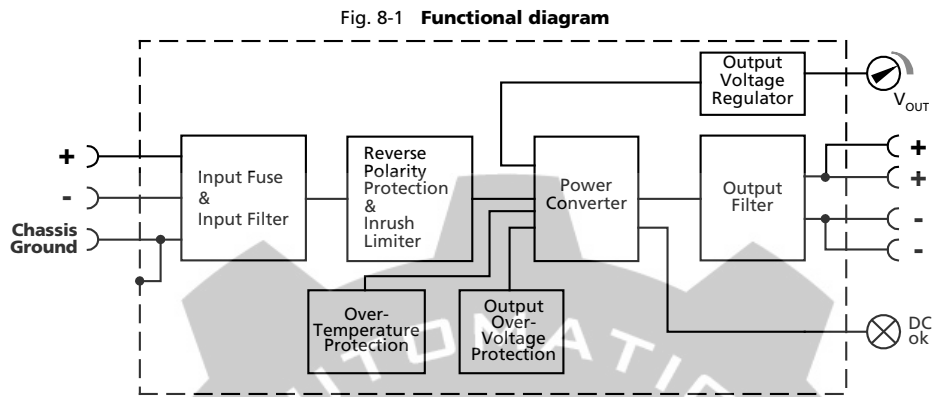 Fig. 8-1 Functional diagram
Output
Voltage
Regulator
V_OUT
+
-
Chassis
Ground
Input Fuse
&
Input Filter
Reverse
Polarity
Protection
&
Inrush
Limiter
Power
Converter
Output
Filter
+
+
-
-
Over-
Temperature
Protection
Output
Over-
Voltage
Protection
DC
ok